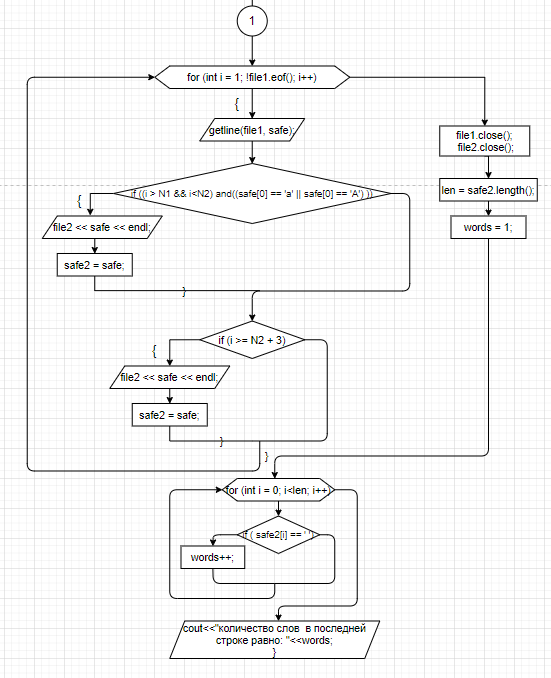 1
for (int i = 1; !file1.eof(); i++)
{
getline(file1, safe);
if ((i > N1 && i<N2) and((safe[0] == 'a' || safe[0] == 'A') ))
{
file2 << safe << endl;
safe2 = safe;
}
if (i >= N2 + 3)
{
file2 << safe << endl;
safe2 = safe;
}
}
file1.close();
file2.close();
len = safe2.length();
words = 1;
for (int i = 0; i<len; i++)
if ( safe2[i] == ' ')
words++;
cout<<"количество слов в последней
строке равно: "<<words;
}